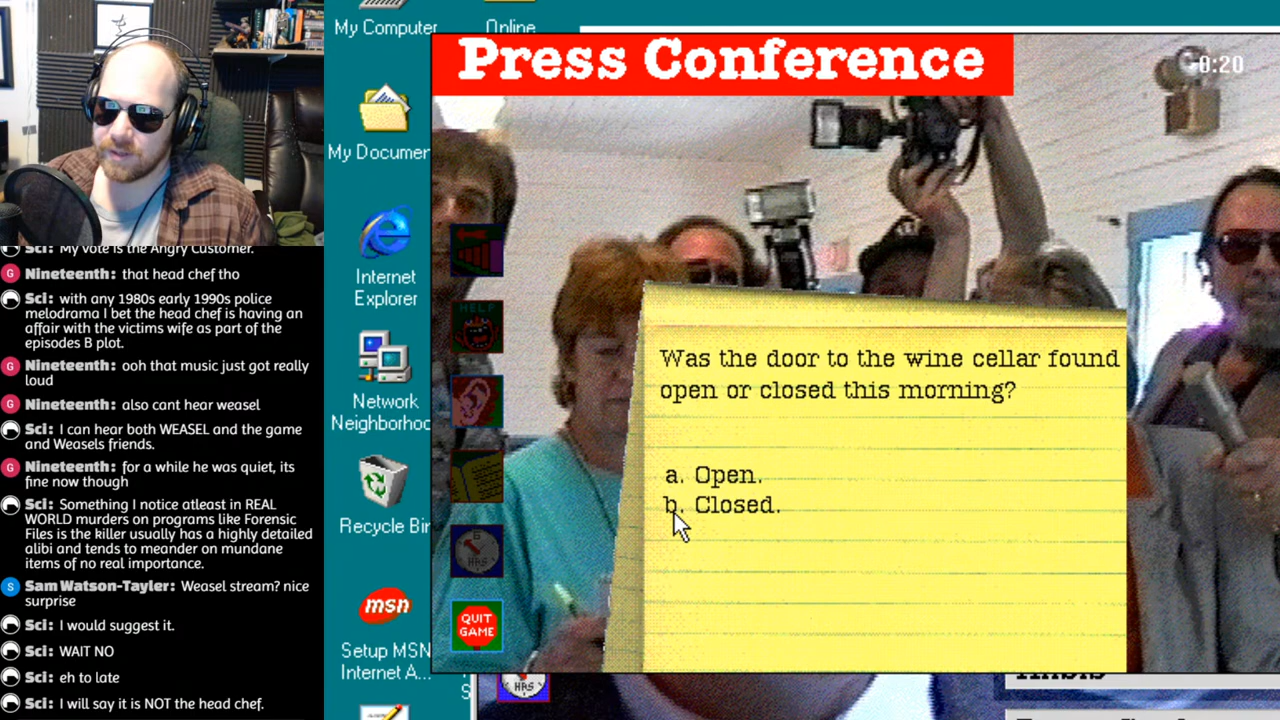 My Computer
Online
Press Conference
0:20
My Documen
Internet
Explorer
Network
Neighborhoo
Recycle Bin
msn
Setup MSN
Internet A...
HELP
HRS
QUIT
GAME
HRS
S
Was the door to the wine cellar found
open or closed this morning?
a. Open.
b. Closed.
Sci: My vote is the Angry Customer.
G Nineteenth: that head chef tho
Sci: with any 1980s early 1990s police
melodrama I bet the head chef is having an
affair with the victims wife as part of the
episodes B plot.
G Nineteenth: ooh that music just got really
loud
G Nineteenth: also cant hear weasel
Sci: I can hear both WEASEL and the game
and Weasels friends.
G Nineteenth: for a while he was quiet, its
fine now though
Sci: Something I notice atleast in REAL
WORLD murders on programs like Forensic
Files is the killer usually has a highly detailed
alibi and tends to meander on mundane
items of no real importance.
S Sam Watson-Tayler: Weasel stream? nice
surprise
Sci: I would suggest it.
Sci: WAIT NO
Sci: eh to late
Sci: I will say it is NOT the head chef.